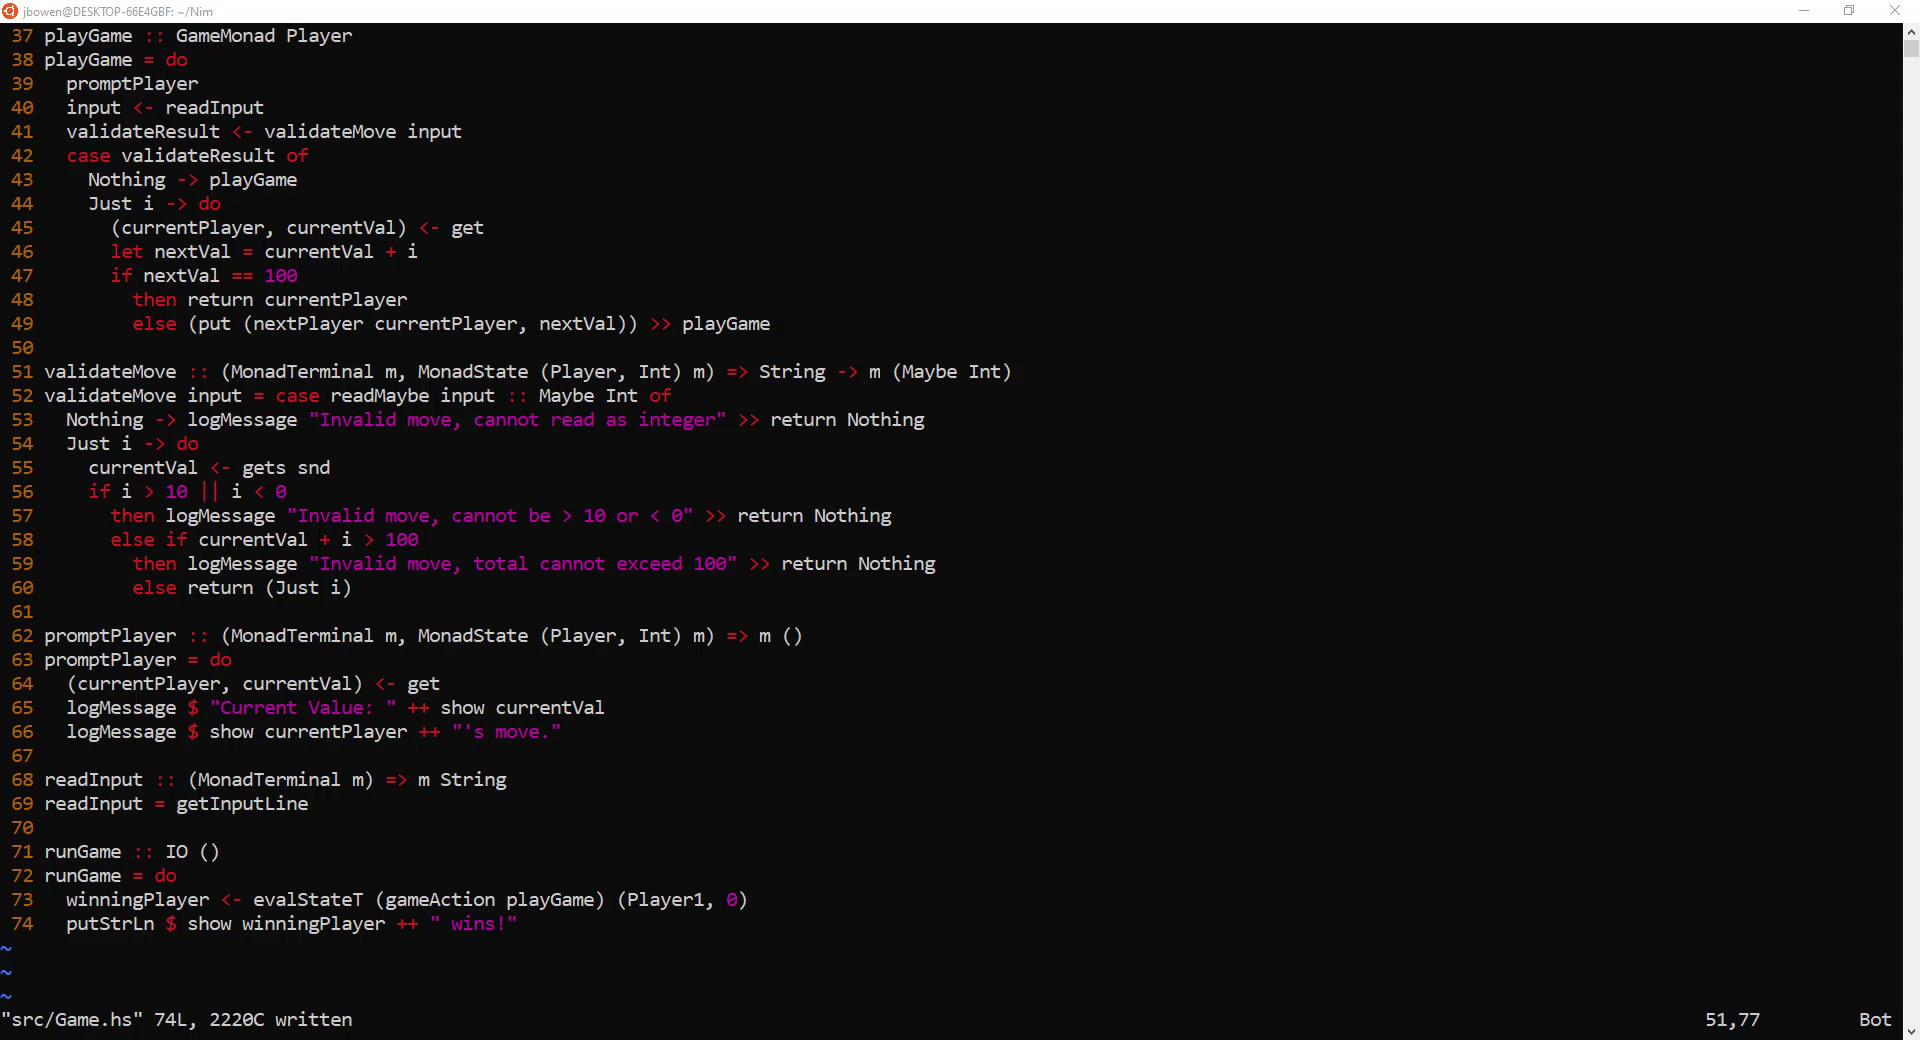 jbowen@DESKTOP-66E4GBF: ~/Nim
37 playGame :: GameMonad Player
38 playGame = do
39   promptPlayer
40   input <- readInput
41   validateResult <- validateMove input
42   case validateResult of
43     Nothing -> playGame
44     Just i -> do
45       (currentPlayer, currentVal) <- get
46       let nextVal = currentVal + i
47       if nextVal == 100
48         then return currentPlayer
49         else (put (nextPlayer currentPlayer, nextVal)) >> playGame
50
51 validateMove :: (MonadTerminal m, MonadState (Player, Int) m) => String -> m (Maybe Int)
52 validateMove input = case readMaybe input :: Maybe Int of
53   Nothing -> logMessage "Invalid move, cannot read as integer" >> return Nothing
54   Just i -> do
55     currentVal <- gets snd
56     if i > 10 || i < 0
57       then logMessage "Invalid move, cannot be > 10 or < 0" >> return Nothing
58       else if currentVal + i > 100
59         then logMessage "Invalid move, total cannot exceed 100" >> return Nothing
60         else return (Just i)
61
62 promptPlayer :: (MonadTerminal m, MonadState (Player, Int) m) => m ()
63 promptPlayer = do
64   (currentPlayer, currentVal) <- get
65   logMessage $ "Current Value: " ++ show currentVal
66   logMessage $ show currentPlayer ++ "'s move."
67
68 readInput :: (MonadTerminal m) => m String
69 readInput = getInputLine
70
71 runGame :: IO ()
72 runGame = do
73   winningPlayer <- evalStateT (gameAction playGame) (Player1, 0)
74   putStrLn $ show winningPlayer ++ " wins!"
~
~
~
"src/Game.hs" 74L, 2220C written 51,77 Bot